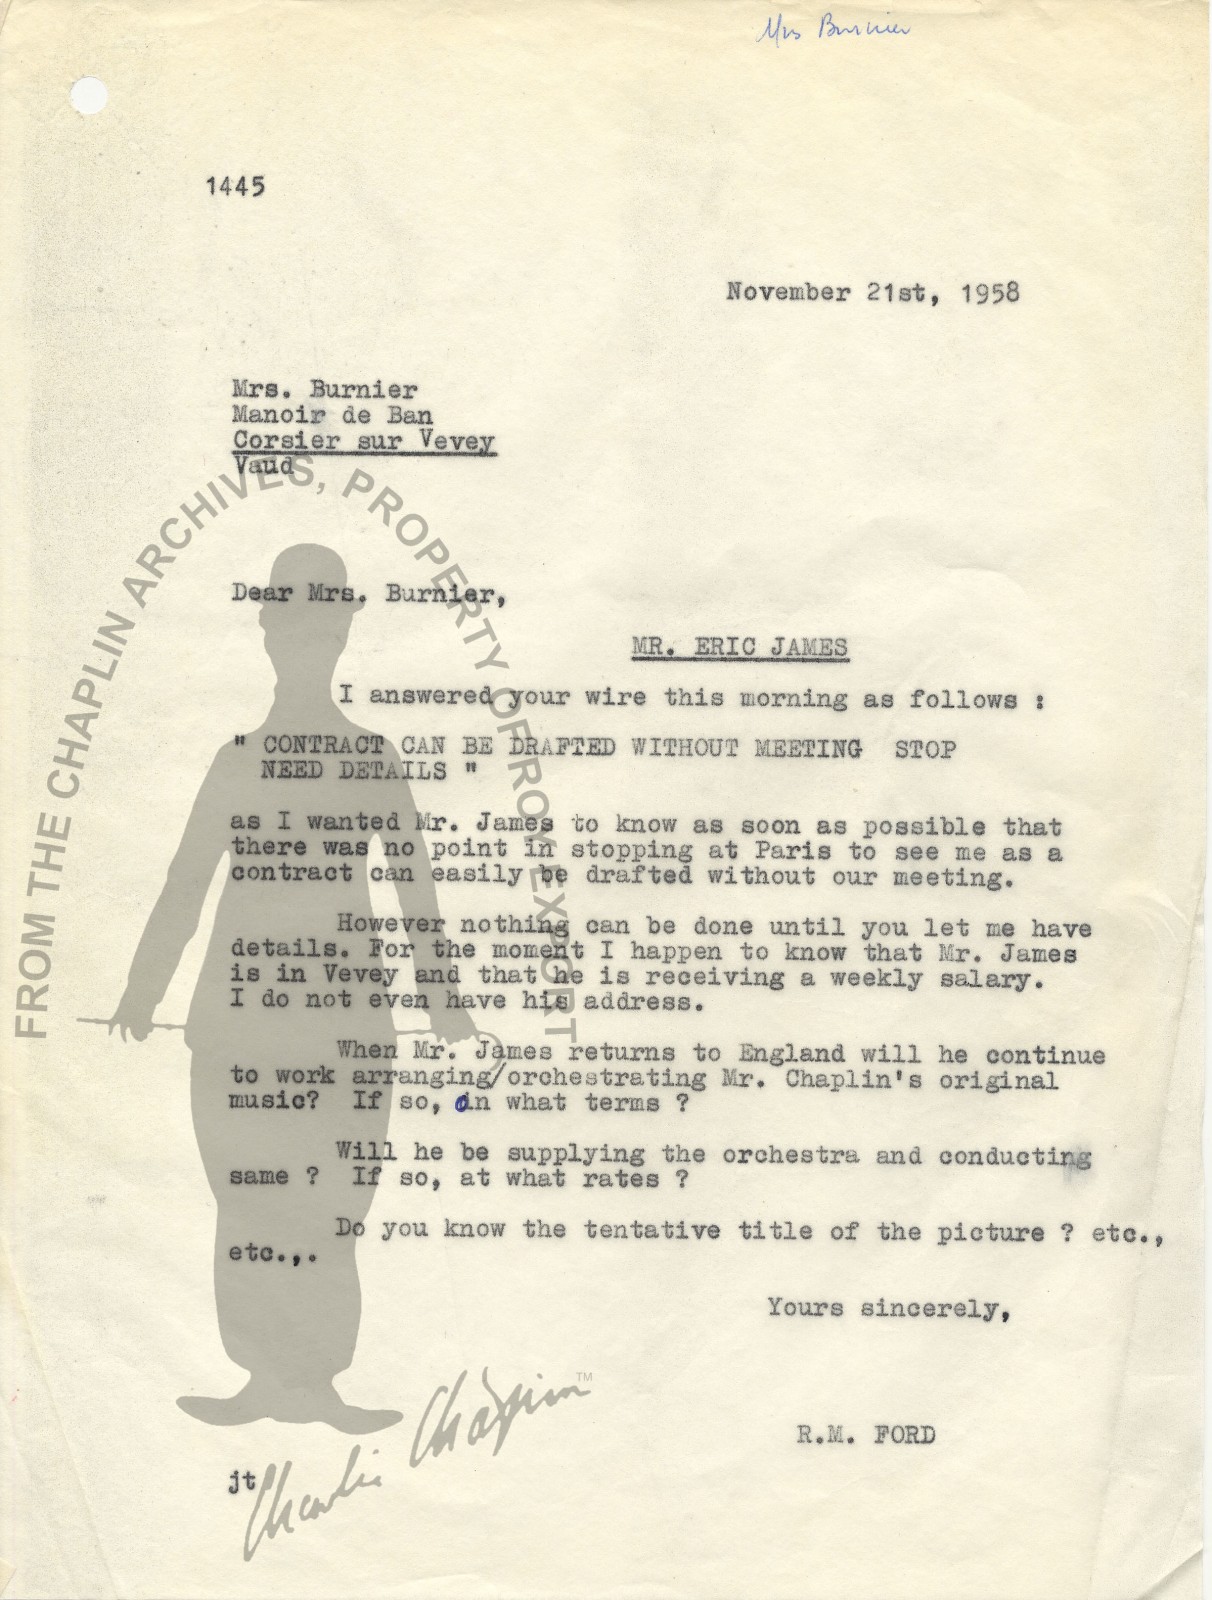 Mrs Burnier
1445
November 21st, 1958
Mrs. Burnier
Manoir de Ban
Corsier sur Vevey
Vaud
Dear Mrs. Burnier,
MR. ERIC JAMES
I answered your wire this morning as follows :
" CONTRACT CAN BE DRAFTED WITHOUT MEETING STOP
NEED DETAILS "
as I wanted Mr. James to know as soon as possible that
there was no point in stopping at Paris to see me as a
contract can easily be drafted without our meeting.
However nothing can be done until you let me have
details. For the moment I happen to know that Mr. James
is in Vevey and that he is receiving a weekly salary.
I do not even have his address.
When Mr. James returns to England will he continue
to work arranging/orchestrating Mr. Chaplin's original
music? If so, on what terms ?
Will he be supplying the orchestra and conducting
same ? If so, at what rates ?
Do you know the tentative title of the picture ? etc.,
etc.,.
Yours sincerely,
R.M. FORD
jt
FROM THE CHAPLIN ARCHIVES, PROPERTY OF ROY EXPORT
Charlie Chaplin TM